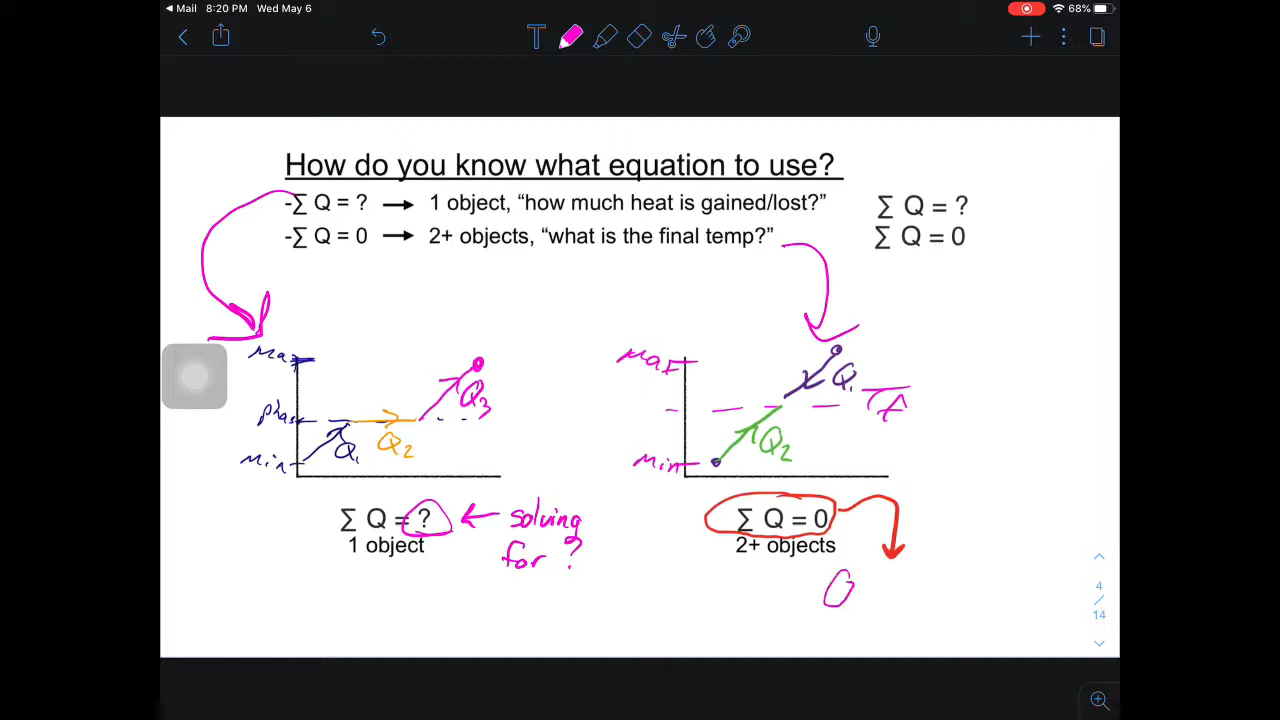 Mail 8:20 PM Wed May 6 68%
T
How do you know what equation to use?
-∑ Q = ? → 1 object, “how much heat is gained/lost?”
-∑ Q = 0 → 2+ objects, “what is the final temp?”
∑ Q = ?
∑ Q = 0
Max
phase
Min
Q1
Q2
Q3
Max
Min
Q1
Q2
Tf
∑ Q = ?
1 object
← solving
for ?
∑ Q = 0
2+ objects
4
/
14